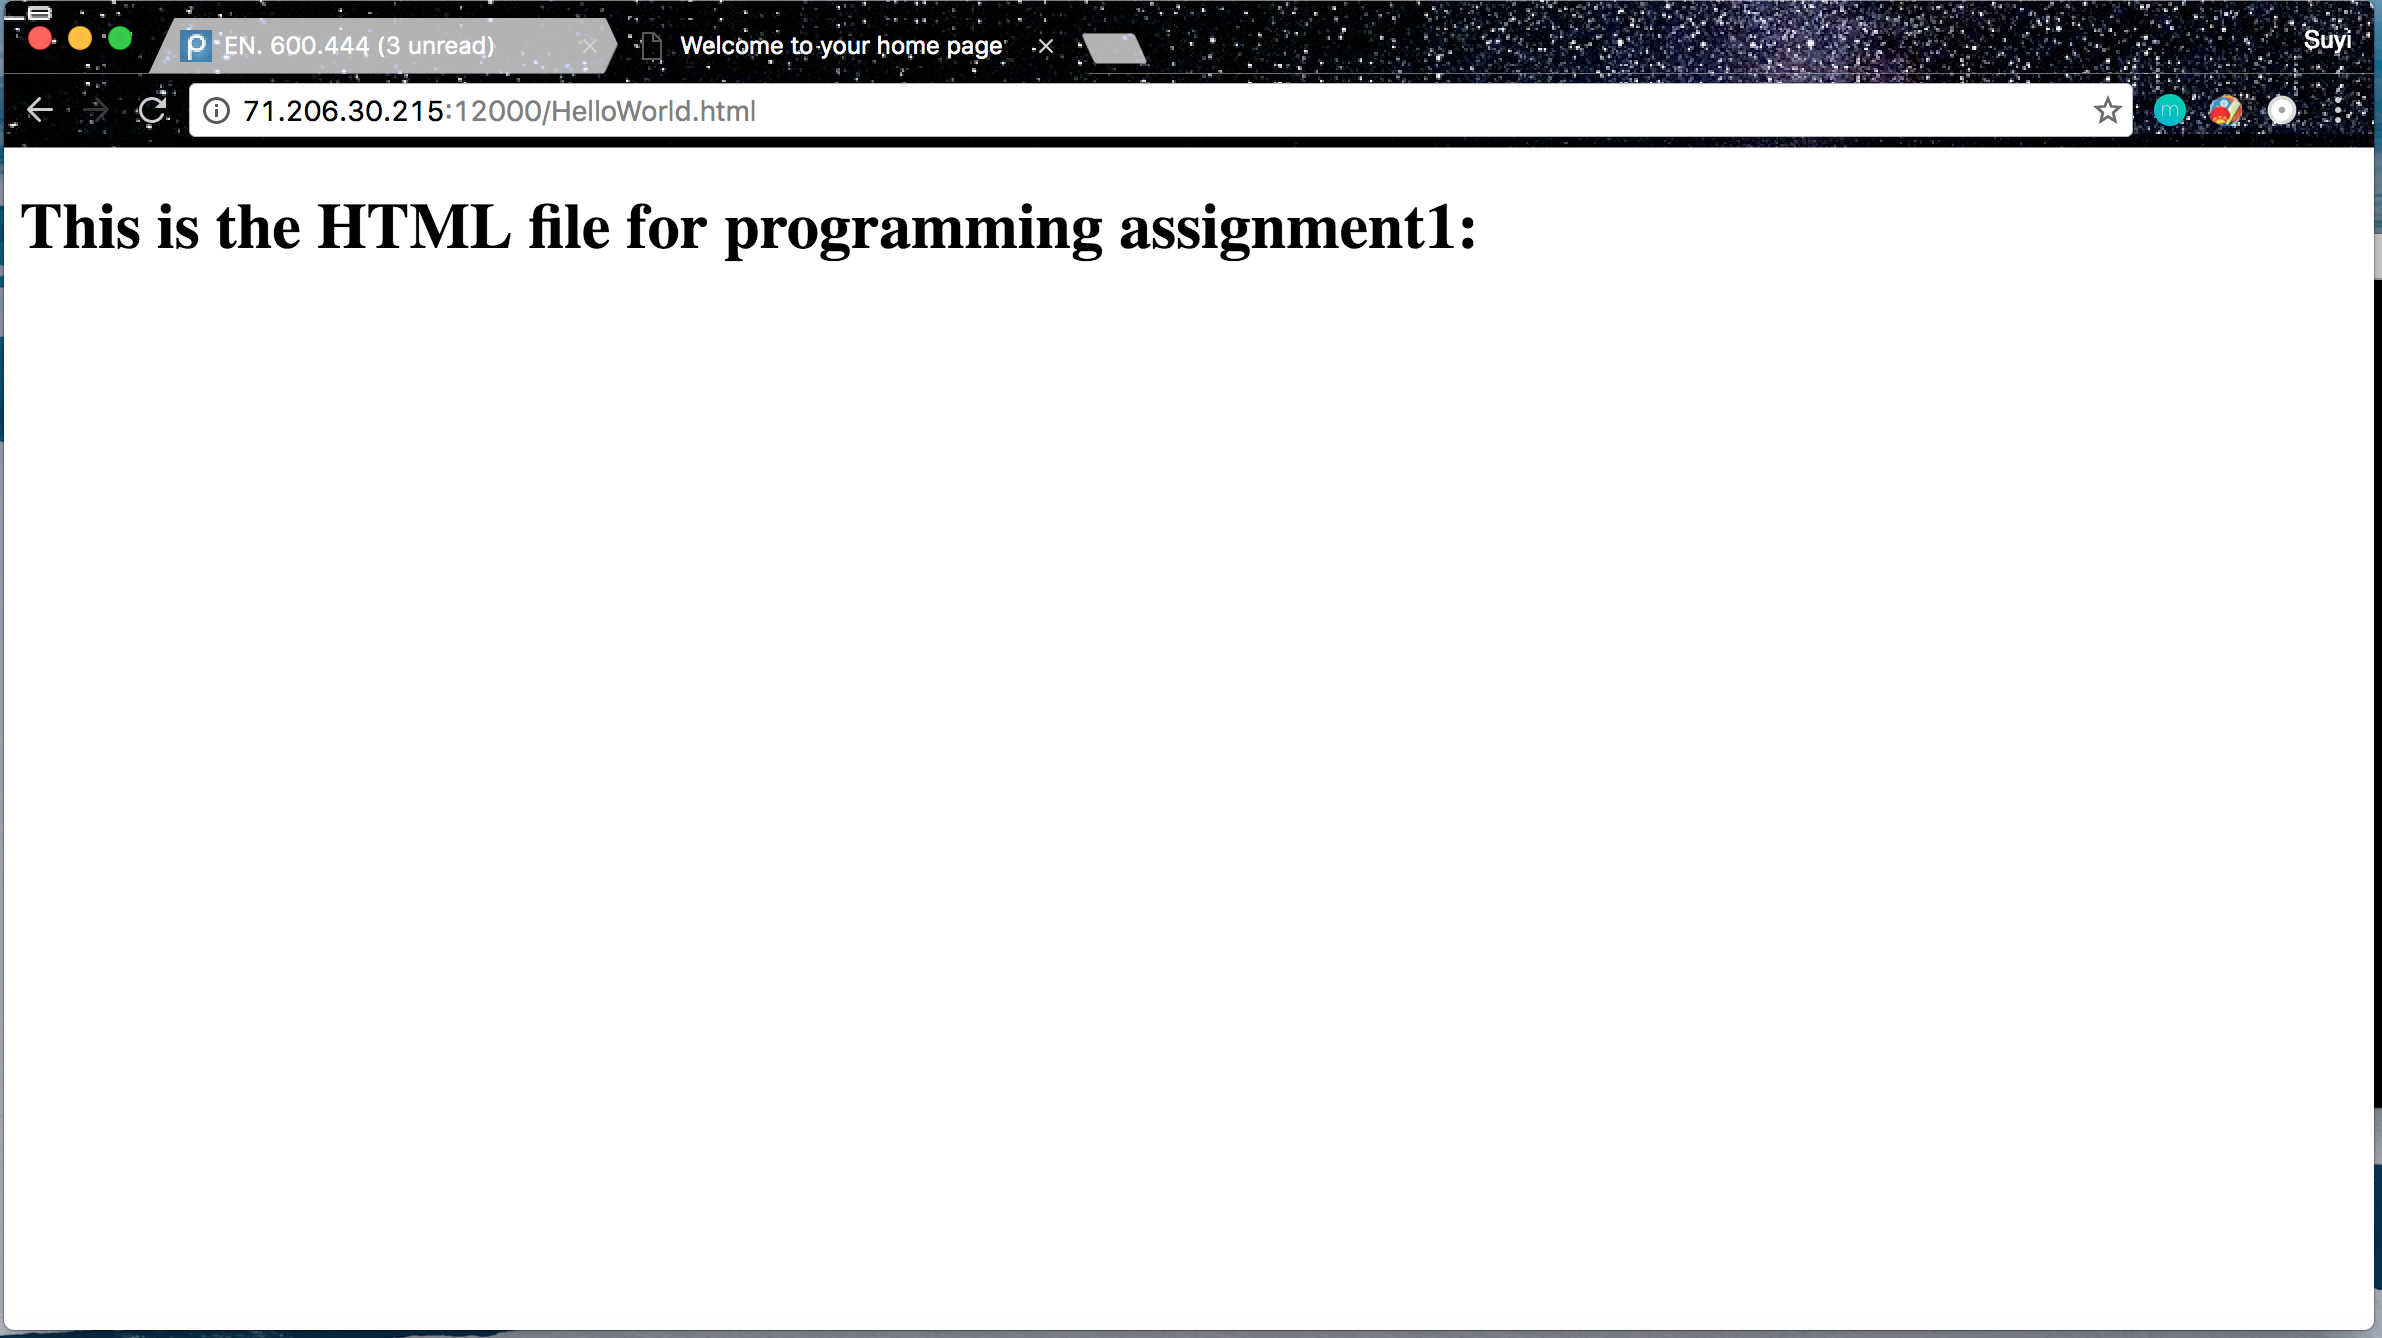 EN. 600.444 (3 unread)
Welcome to your home page
Suyi
71.206.30.215:12000/HelloWorld.html
m
This is the HTML file for programming assignment1: